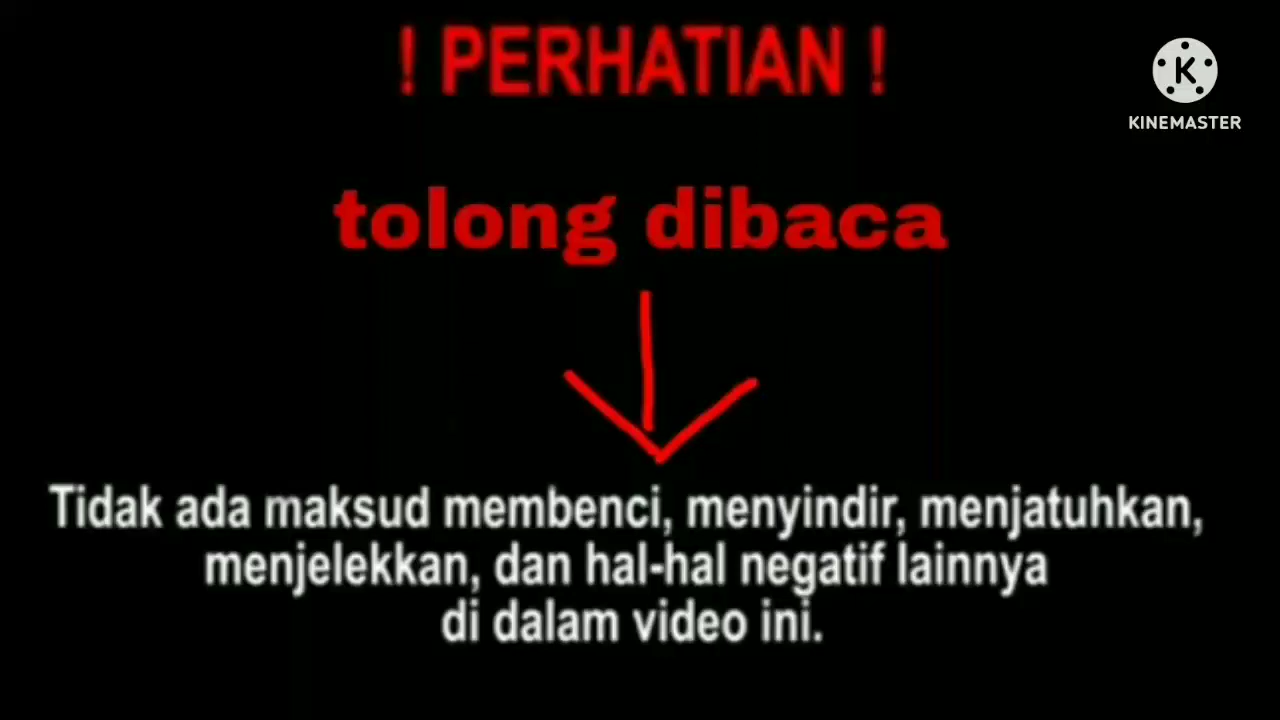 ! PERHATIAN !
KINEMASTER
tolong dibaca
Tidak ada maksud membenci, menyindir, menjatuhkan,
menjelekkan, dan hal-hal negatif lainnya
di dalam video ini.